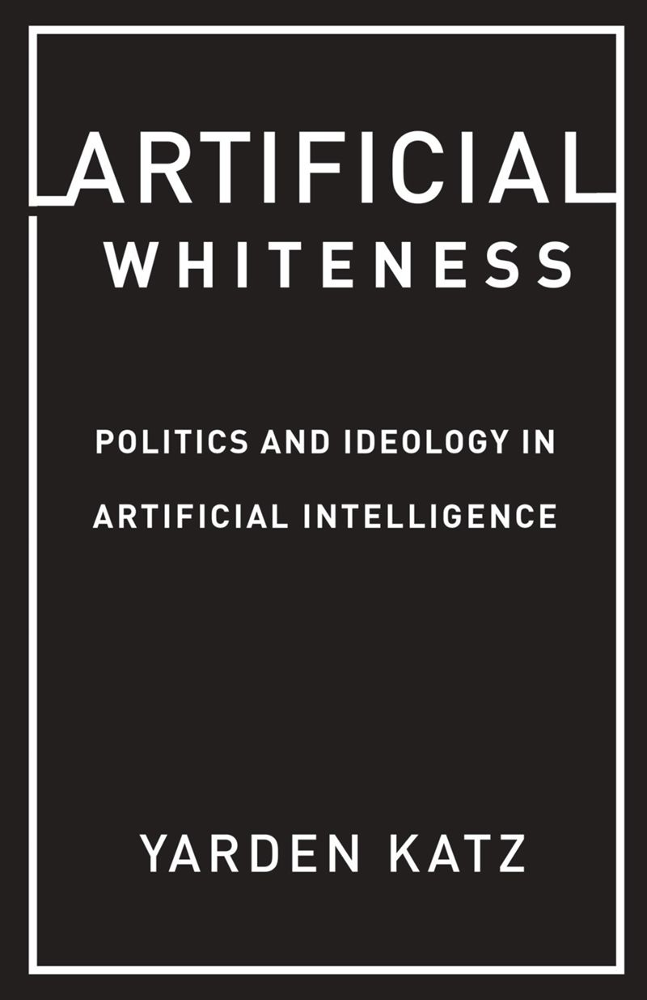 ARTIFICIAL
WHITENESS
POLITICS AND IDEOLOGY IN
ARTIFICIAL INTELLIGENCE
YARDEN KATZ